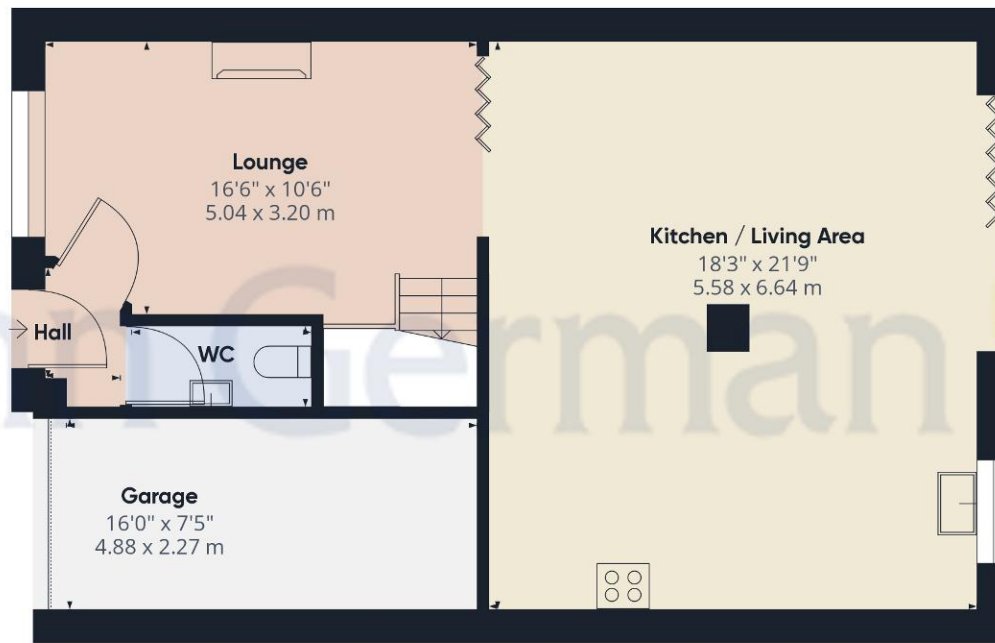 Lounge
16'6" x 10'6"
5.04 x 3.20 m
Kitchen / Living Area
18'3" x 21'9"
5.58 x 6.64 m
Hall
WC
German
Garage
16'0" x 7'5"
4.88 x 2.27 m